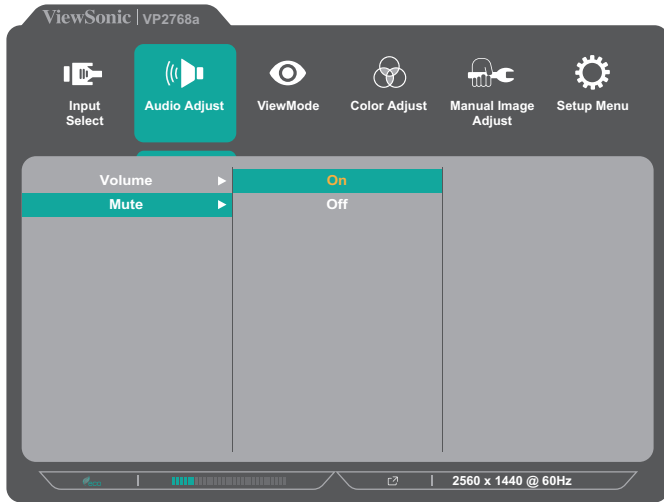 ViewSonic | VP2768a
Input
Select
Audio Adjust
ViewMode
Color Adjust
Manual Image
Adjust
Setup Menu
Volume
On
Mute
Off
eco
2560 x 1440 @ 60Hz